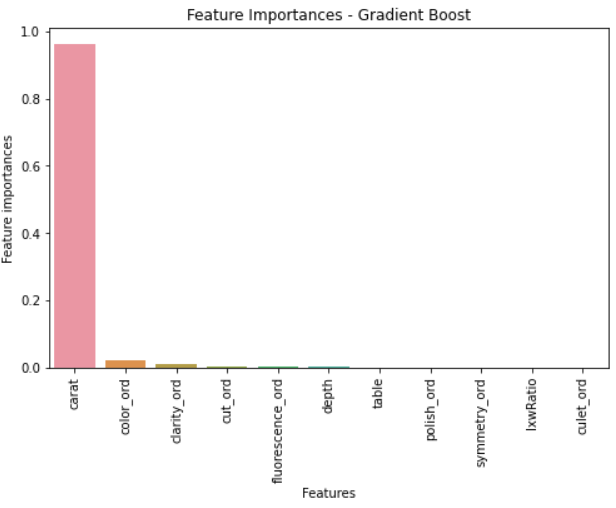 Feature Importances - Gradient Boost
Feature importances
1.0
0.8
0.6
0.4
0.2
0.0
carat
color_ord
clarity_ord
cut_ord
fluorescence_ord
depth
table
polish_ord
symmetry_ord
lxwRatio
culet_ord
Features